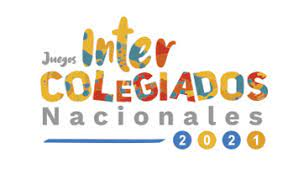 Juegos Inter
COLEGIADOS
Nacionales
2021